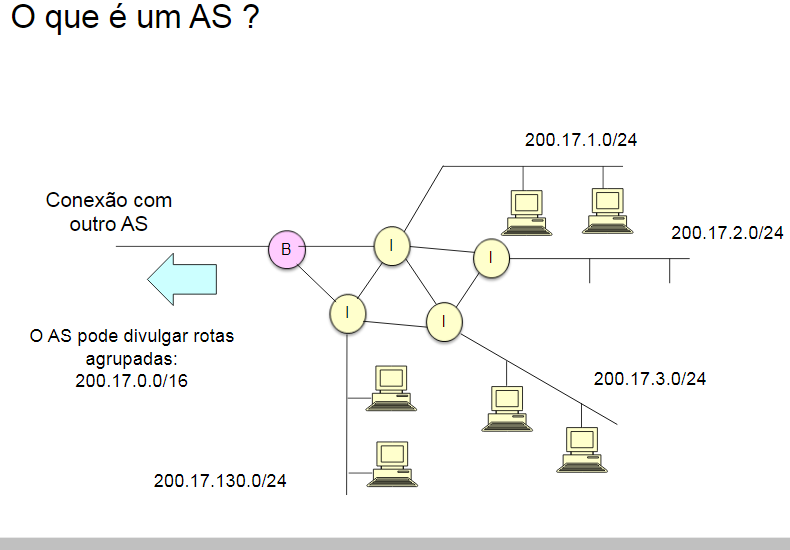 O que é um AS ?
200.17.1.0/24
Conexão com
outro AS
200.17.2.0/24
B
I
I
I
I
O AS pode divulgar rotas
agrupadas:
200.17.0.0/16
200.17.3.0/24
200.17.130.0/24